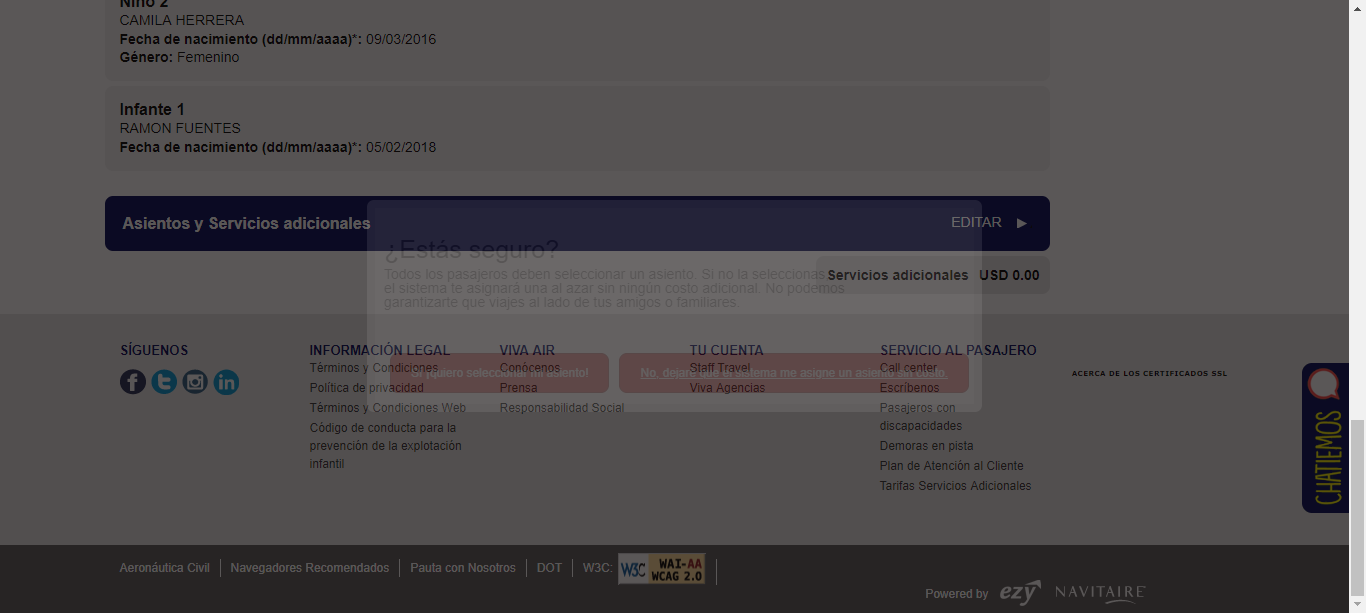 Niño 2
CAMILA HERRERA
Fecha de nacimiento (dd/mm/aaaa)*: 09/03/2016
Género: Femenino
Infante 1
RAMON FUENTES
Fecha de nacimiento (dd/mm/aaaa)*: 05/02/2018
Asientos y Servicios adicionales
EDITAR ►
¿Estás seguro?
Todos los pasajeros deben seleccionar un asiento. Si no la seleccionas,
el sistema te asignará una al azar sin ningún costo adicional. No podemos
garantizarte que viajes al lado de tus amigos o familiares.
Sí ¡quiero seleccionar mi asiento!
No, dejaré que el sistema me asigne un asiento sin costo.
Servicios adicionales USD 0.00
SÍGUENOS
INFORMACIÓN LEGAL
Términos y Condiciones
Política de privacidad
Términos y Condiciones Web
Código de conducta para la
prevención de la explotación
infantil
VIVA AIR
Conócenos
Prensa
Responsabilidad Social
TU CUENTA
Staff Travel
Viva Agencias
SERVICIO AL PASAJERO
Call center
Escríbenos
Pasajeros con
discapacidades
Demoras en pista
Plan de Atención al Cliente
Tarifas Servicios Adicionales
ACERCA DE LOS CERTIFICADOS SSL
CHATIEMOS
Aeronáutica Civil
Navegadores Recomendados
Pauta con Nosotros
DOT
W3C:
W3C WAI-AA
WCAG 2.0
Powered by ezy NAVITAIRE